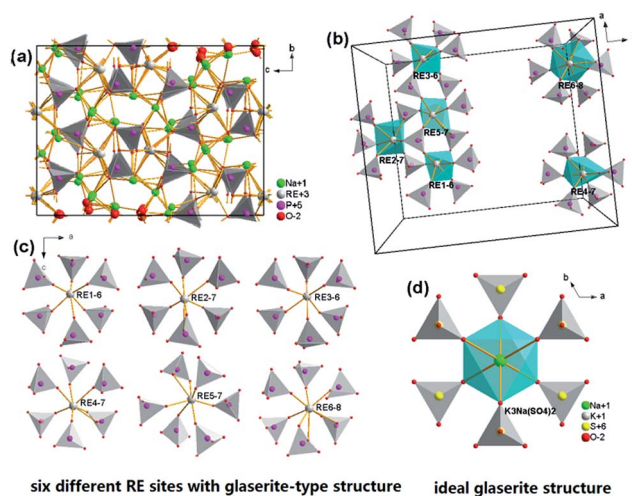 (a)
b
c
Na+1
RE+3
P+5
O-2
(b)
a
RE3-6
RE6-8
RE5-7
RE2-7
RE1-6
RE4-7
(c)
a
c
RE1-6
RE2-7
RE3-6
RE4-7
RE5-7
RE6-8
(d)
b
a
K3Na(SO4)2
Na+1
K+1
S+6
O-2
six different RE sites with glaserite-type structure
ideal glaserite structure